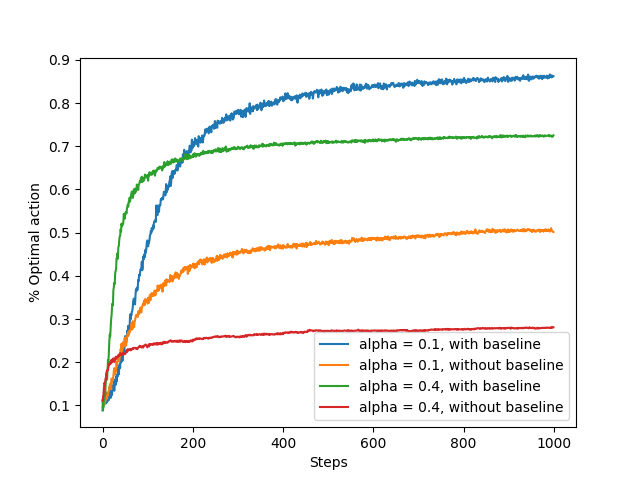 0.9
0.8
0.7
0.6
0.5
0.4
0.3
0.2
0.1
% Optimal action
alpha = 0.1, with baseline
alpha = 0.1, without baseline
alpha = 0.4, with baseline
alpha = 0.4, without baseline
0 200 400 600 800 1000
Steps